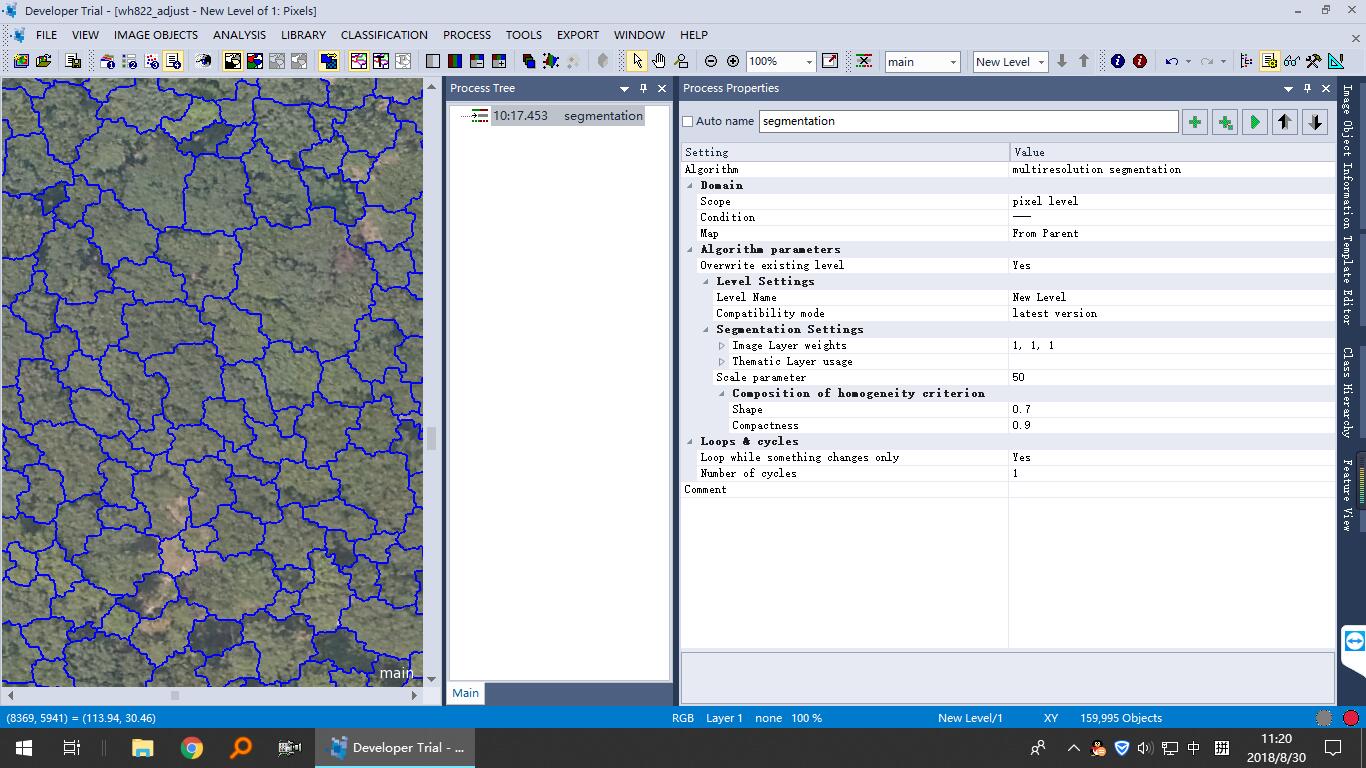 Developer Trial - [wh822_adjust - New Level of 1: Pixels]
FILE VIEW IMAGE OBJECTS ANALYSIS LIBRARY CLASSIFICATION PROCESS TOOLS EXPORT WINDOW HELP
100% main New Level
Process Tree
10:17.453 segmentation
Main
main
Process Properties
Auto name segmentation
Setting Value
Algorithm multiresolution segmentation
Domain
Scope pixel level
Condition ---
Map From Parent
Algorithm parameters
Overwrite existing level Yes
Level Settings
Level Name New Level
Compatibility mode latest version
Segmentation Settings
Image Layer weights 1, 1, 1
Thematic Layer usage
Scale parameter 50
Composition of homogeneity criterion
Shape 0.7
Compactness 0.9
Loops & cycles
Loop while something changes only Yes
Number of cycles 1
Comment
Image Object Information
Template Editor
Class Hierarchy
Feature View
(8369, 5941) = (113.94, 30.46) RGB Layer 1 none 100 % New Level/1 XY 159,995 Objects
Developer Trial - ...
中 拼
11:20
2018/8/30